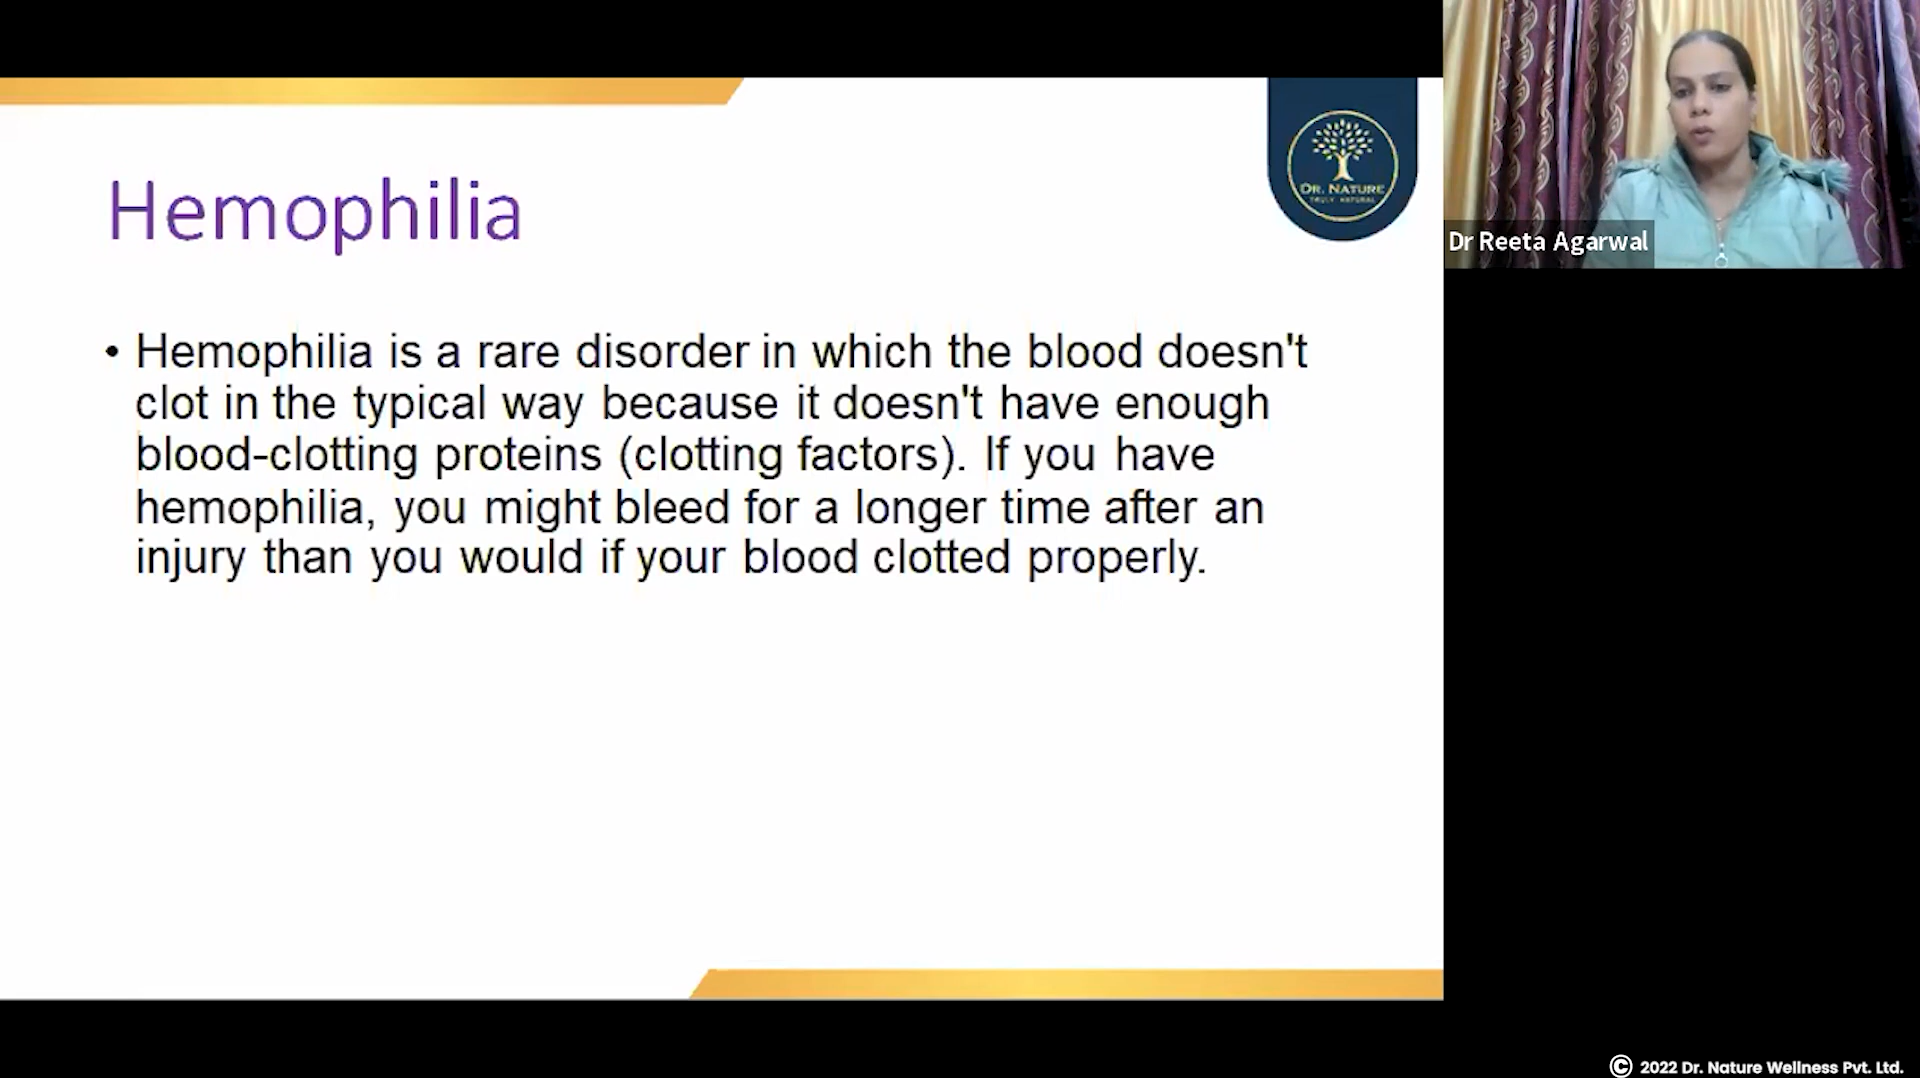 Hemophilia
DR. NATURE
TRULY NATURAL
Dr Reeta Agarwal
• Hemophilia is a rare disorder in which the blood doesn't
clot in the typical way because it doesn't have enough
blood-clotting proteins (clotting factors). If you have
hemophilia, you might bleed for a longer time after an
injury than you would if your blood clotted properly.
© 2022 Dr. Nature Wellness Pvt. Ltd.